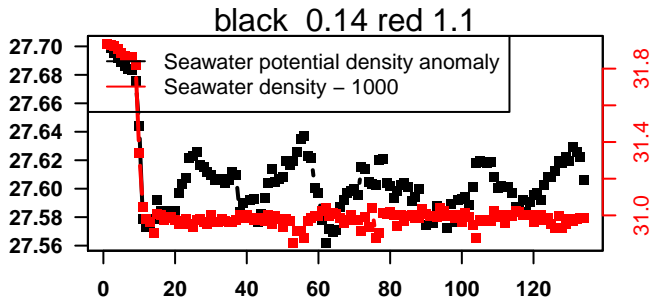 black 0.14 red 1.1
27.70
27.68
27.66
27.64
27.62
27.60
27.58
27.56
Seawater potential density anomaly
Seawater density − 1000
31.8
31.4
31.0
0 20 40 60 80 100 120